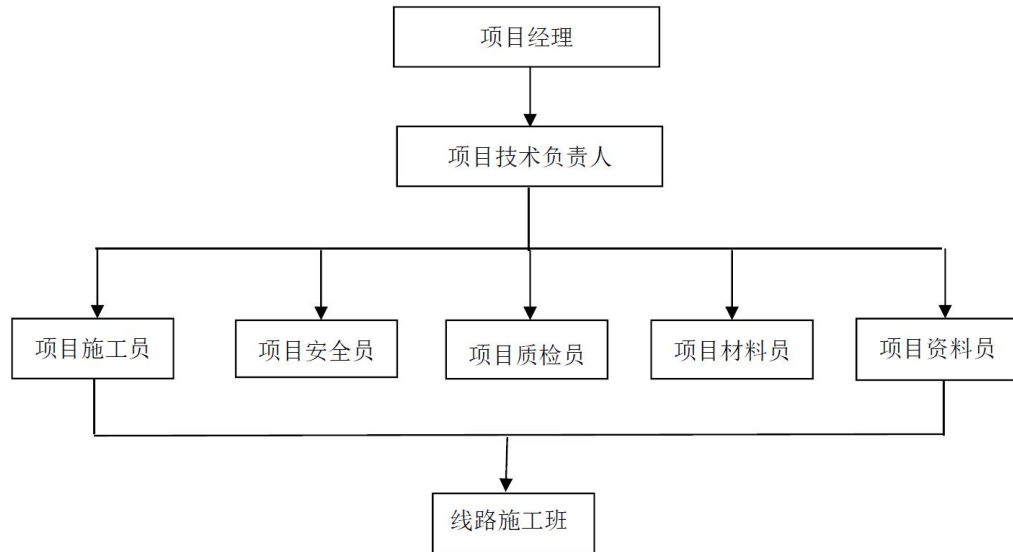 项目经理
项目技术负责人
项目施工员
项目安全员
项目质检员
项目材料员
项目资料员
线路施工班